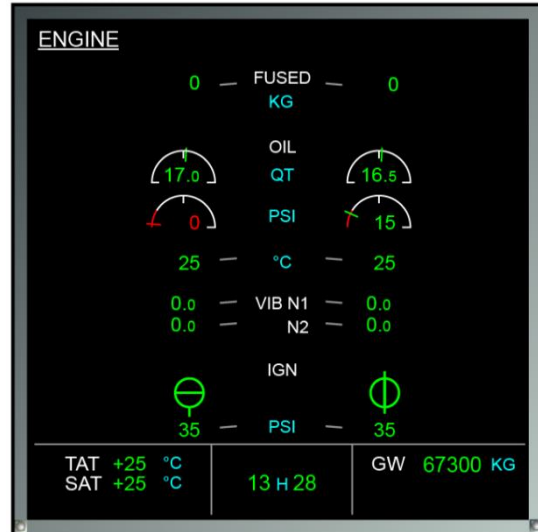 ENGINE
0 FUSED 0
KG
OIL
17.0 QT 16.5
0 PSI 15
25 °C 25
0.0 VIB N1 0.0
0.0 N2 0.0
IGN
35 PSI 35
TAT +25 °C
SAT +25 °C
13 H 28
GW 67300 KG